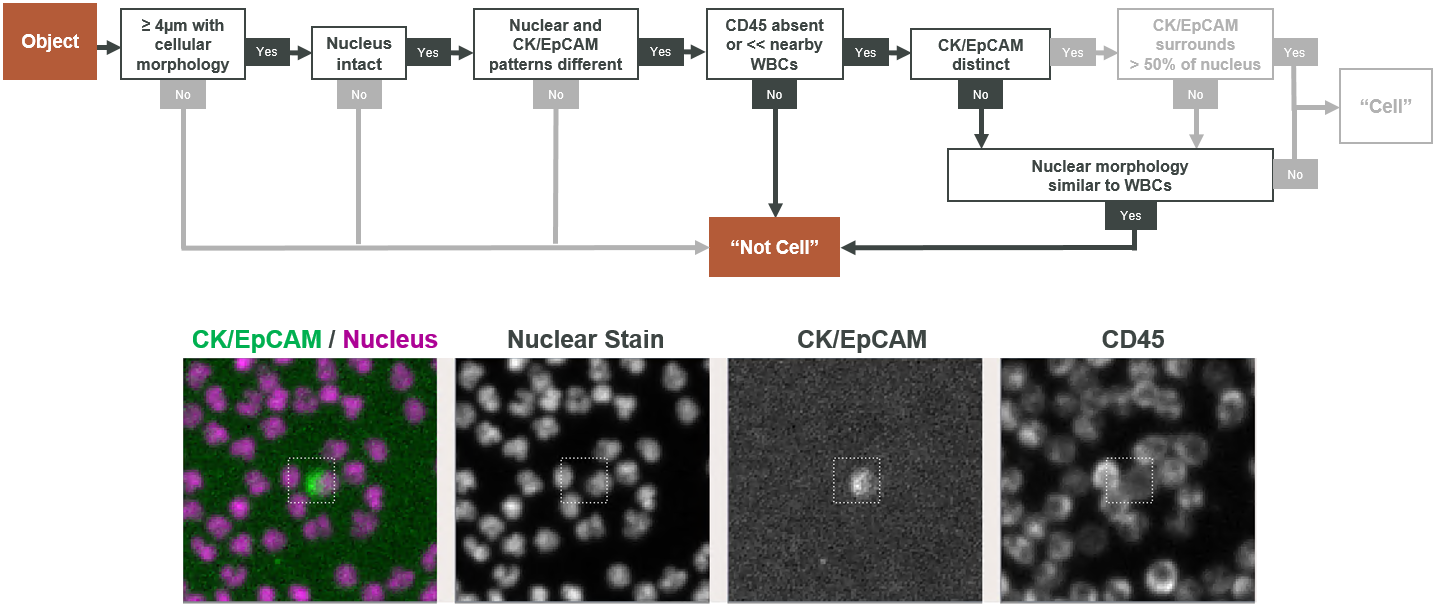 Object
≥ 4µm with
cellular
morphology
Yes
No
Nucleus
intact
Yes
No
Nuclear and
CK/EpCAM
patterns different
Yes
No
CD45 absent
or << nearby
WBCs
Yes
No
CK/EpCAM
distinct
Yes
No
CK/EpCAM
surrounds
> 50% of nucleus
Yes
No
“Cell”
Nuclear morphology
similar to WBCs
No
Yes
“Not Cell”
CK/EpCAM / Nucleus
Nuclear Stain
CK/EpCAM
CD45